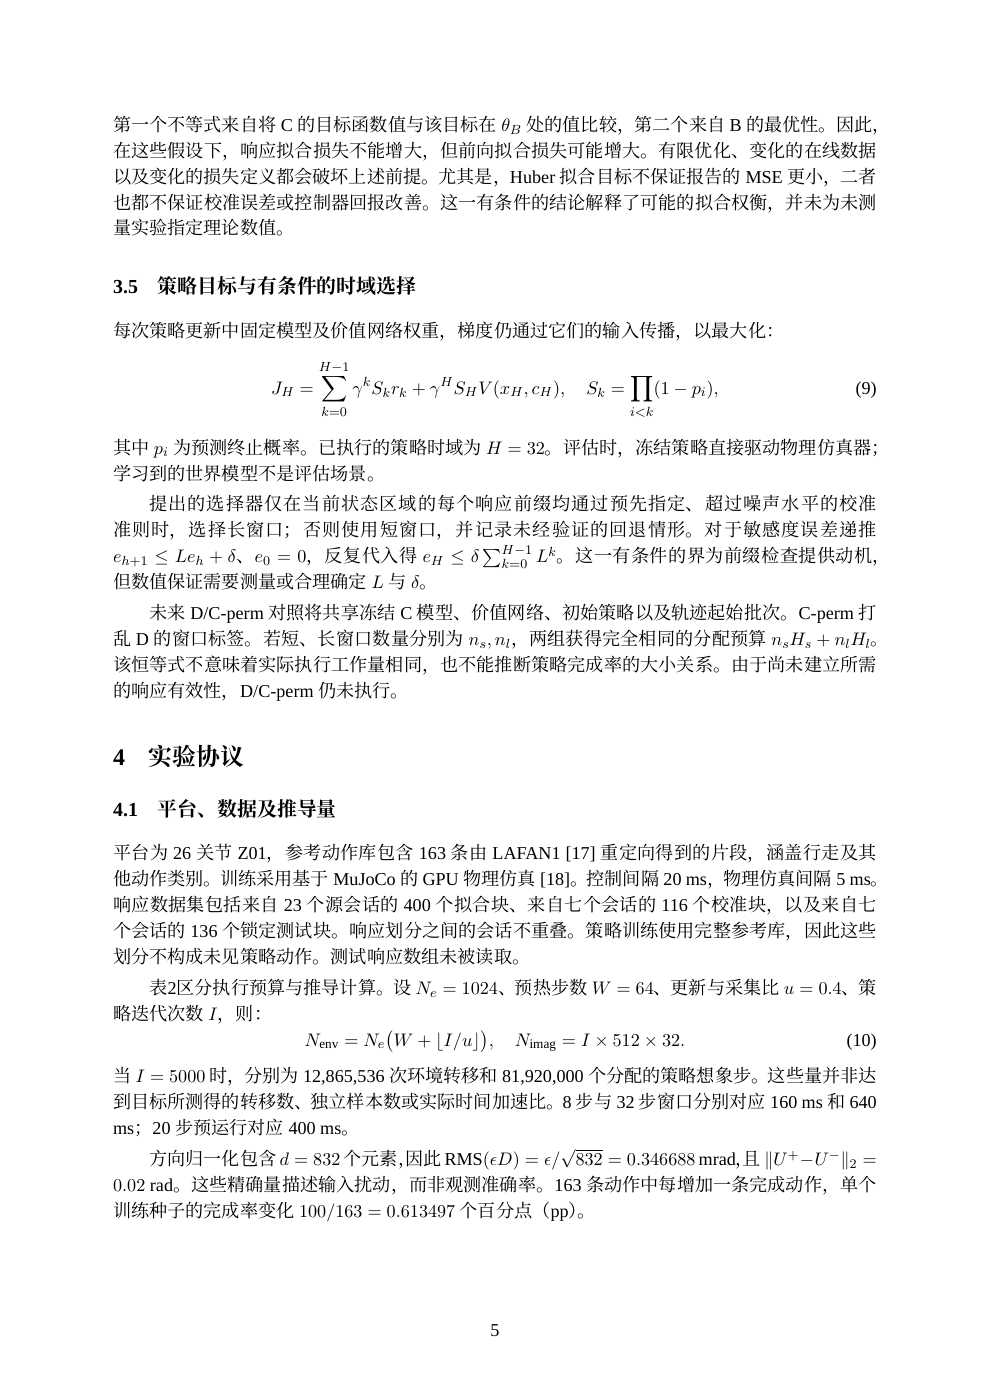 第一个不等式来自将 C 的目标函数值与该目标在 θ_B 处的值比较，第二个来自 B 的最优性。因此，
在这些假设下，响应拟合损失不能增大，但前向拟合损失可能增大。有限优化、变化的在线数据
以及变化的损失定义都会破坏上述前提。尤其是，Huber 拟合目标不保证报告的 MSE 更小，二者
也都不保证校准误差或控制器回报改善。这一有条件的结论解释了可能的拟合权衡，并未为未测
量实验指定理论数值。
3.5 策略目标与有条件的时域选择
每次策略更新中固定模型及价值网络权重，梯度仍通过它们的输入传播，以最大化：
J_H = ∑_{k=0}^{H−1} γ^k S_k r_k + γ^H S_H V(x_H, c_H), S_k = ∏_{i<k} (1 − p_i), (9)
其中 p_i 为预测终止概率。已执行的策略时域为 H = 32。评估时，冻结策略直接驱动物理仿真器；
学习到的世界模型不是评估场景。
提出的选择器仅在当前状态区域的每个响应前缀均通过预先指定、超过噪声水平的校准
准则时，选择长窗口；否则使用短窗口，并记录未经验证的回退情形。对于敏感度误差递推
e_{h+1} ≤ Le_h + δ、e_0 = 0，反复代入得 e_H ≤ δ ∑_{k=0}^{H−1} L^k。这一有条件的界为前缀检查提供动机，
但数值保证需要测量或合理确定 L 与 δ。
未来 D/C-perm 对照将共享冻结 C 模型、价值网络、初始策略以及轨迹起始批次。C-perm 打
乱 D 的窗口标签。若短、长窗口数量分别为 n_s, n_l，两组获得完全相同的分配预算 n_s H_s + n_l H_l。
该恒等式不意味着实际执行工作量相同，也不能推断策略完成率的大小关系。由于尚未建立所需
的响应有效性，D/C-perm 仍未执行。
4 实验协议
4.1 平台、数据及推导量
平台为 26 关节 Z01，参考动作库包含 163 条由 LAFAN1 [17] 重定向得到的片段，涵盖行走及其
他动作类别。训练采用基于 MuJoCo 的 GPU 物理仿真 [18]。控制间隔 20 ms，物理仿真间隔 5 ms。
响应数据集包括来自 23 个源会话的 400 个拟合块、来自七个会话的 116 个校准块，以及来自七
个会话的 136 个锁定测试块。响应划分之间的会话不重叠。策略训练使用完整参考库，因此这些
划分不构成未见策略动作。测试响应数组未被读取。
表2区分执行预算与推导计算。设 N_e = 1024、预热步数 W = 64、更新与采集比 u = 0.4、策
略迭代次数 I，则：
N_env = N_e(W + ⌊I/u⌋), N_imag = I × 512 × 32. (10)
当 I = 5000 时，分别为 12,865,536 次环境转移和 81,920,000 个分配的策略想象步。这些量并非达
到目标所测得的转移数、独立样本数或实际时间加速比。8 步与 32 步窗口分别对应 160 ms 和 640
ms；20 步预运行对应 400 ms。
方向归一化包含 d = 832 个元素，因此 RMS(ϵD) = ϵ/√832 = 0.346688 mrad，且 ∥U⁺−U⁻∥₂ =
0.02 rad。这些精确量描述输入扰动，而非观测准确率。163 条动作中每增加一条完成动作，单个
训练种子的完成率变化 100/163 = 0.613497 个百分点（pp）。
5